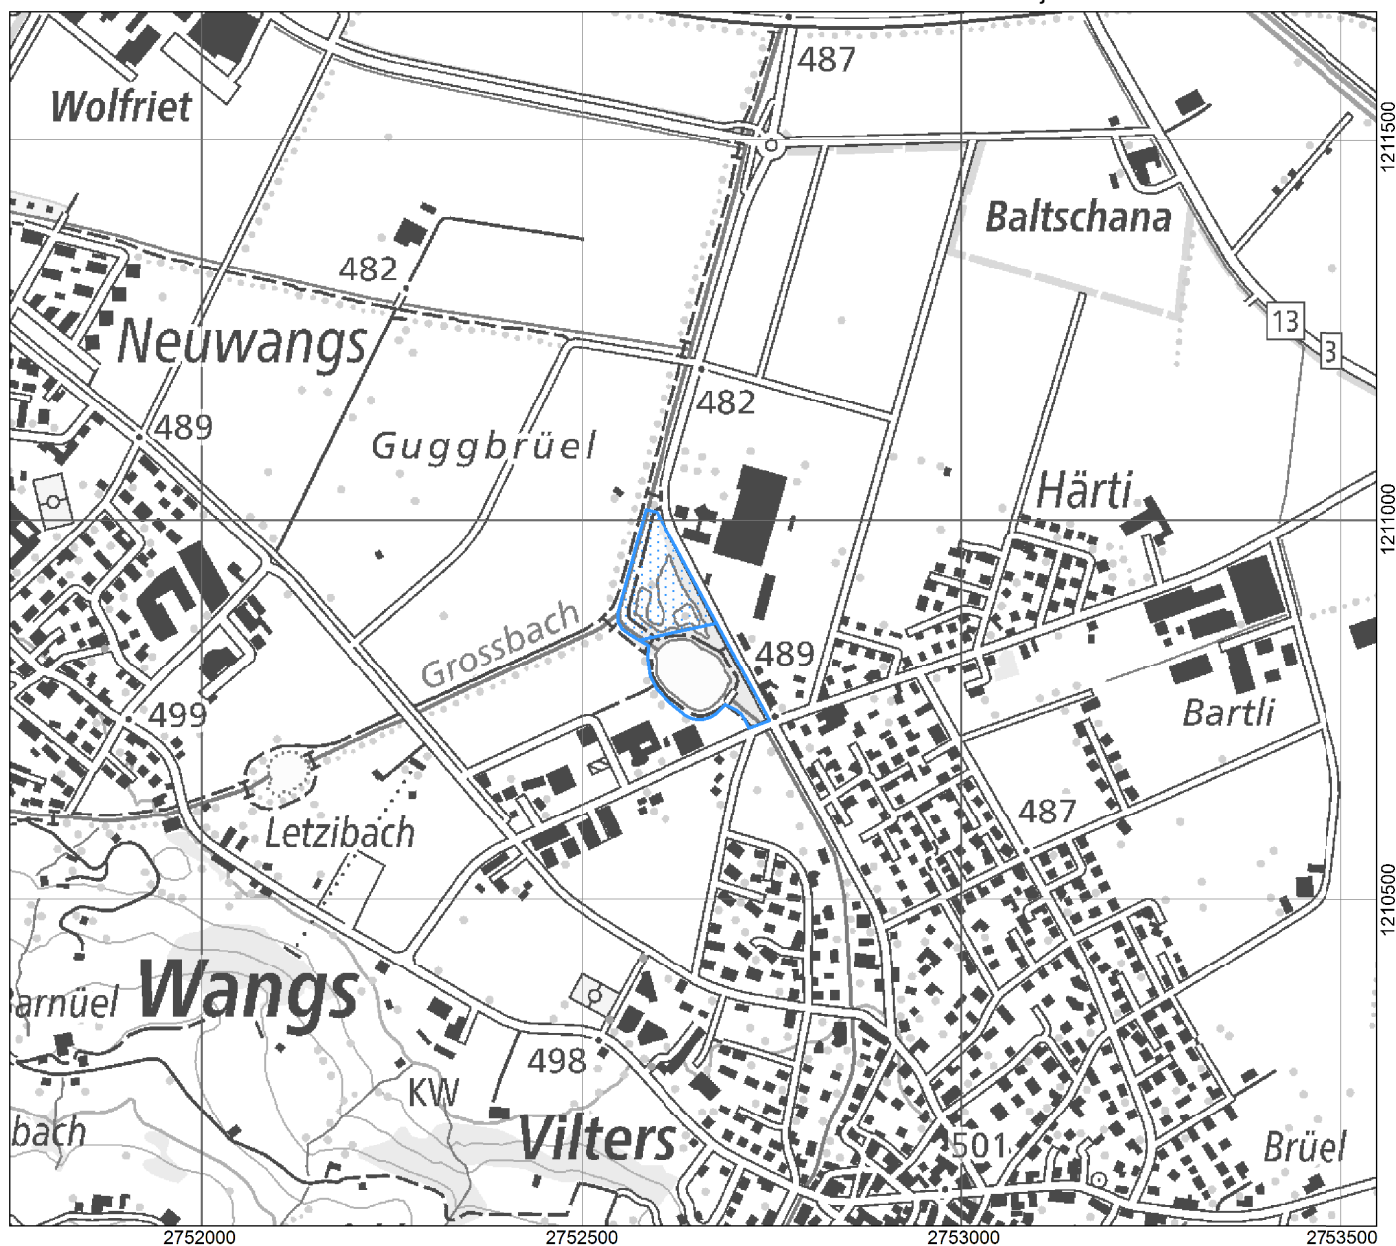 487
Wolfriet
1211500
Baltschana
482
13
Neuwangs
3
482
489
Guggbrüel
Härti
1211000
Grossbach
489
499
Bartli
487
Letzibach
1210500
Wangs
arnüel
498
KW
bach
Vilters
501
Brüel
2752000
2752500
2753000
2753500